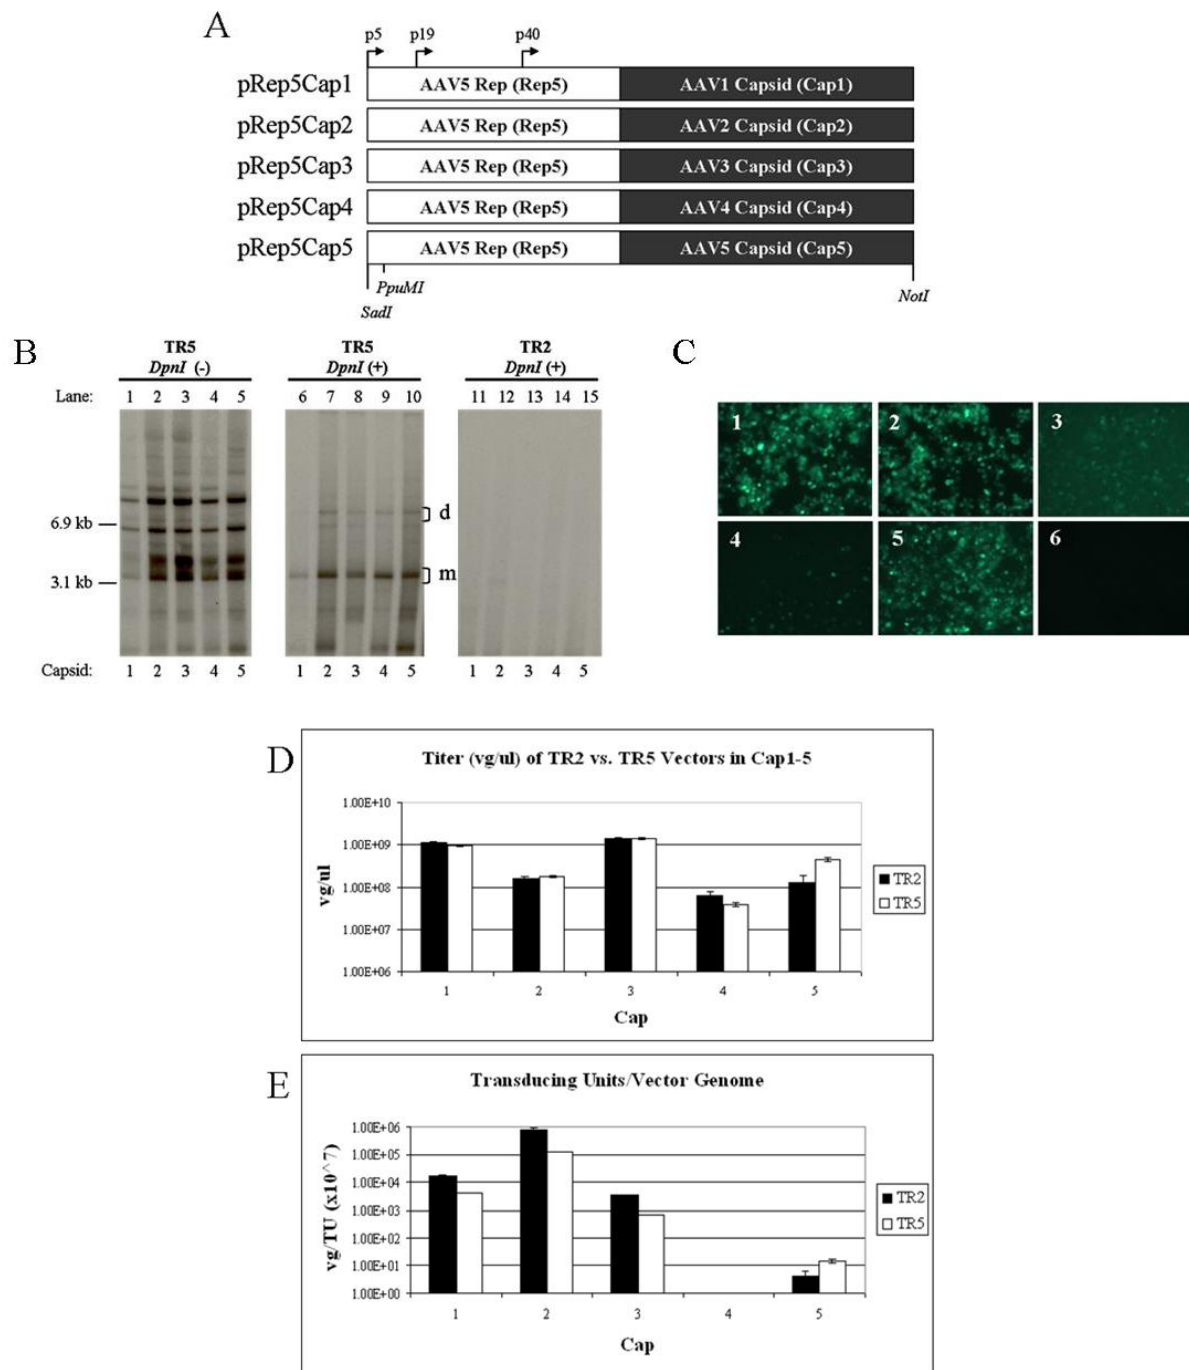 A
p5 p19 p40
pRep5Cap1 AAV5 Rep (Rep5) AAV1 Capsid (Cap1)
pRep5Cap2 AAV5 Rep (Rep5) AAV2 Capsid (Cap2)
pRep5Cap3 AAV5 Rep (Rep5) AAV3 Capsid (Cap3)
pRep5Cap4 AAV5 Rep (Rep5) AAV4 Capsid (Cap4)
pRep5Cap5 AAV5 Rep (Rep5) AAV5 Capsid (Cap5)
PpuMI
SadI
NotI
B
TR5 TR5 TR2
DpnI (-) DpnI (+) DpnI (+)
Lane: 1 2 3 4 5 6 7 8 9 10 11 12 13 14 15
d
6.9 kb
m
3.1 kb
Capsid: 1 2 3 4 5 1 2 3 4 5 1 2 3 4 5
C
1 2 3
4 5 6
D
Titer (vg/ul) of TR2 vs. TR5 Vectors in Cap1-5
vg/ul
1.00E+10
1.00E+09
1.00E+08
1.00E+07
1.00E+06
1 2 3 4 5
Cap
TR2
TR5
E
Transducing Units/Vector Genome
vg/TU (x10^7)
1.00E+06
1.00E+05
1.00E+04
1.00E+03
1.00E+02
1.00E+01
1.00E+00
1 2 3 4 5
Cap
TR2
TR5